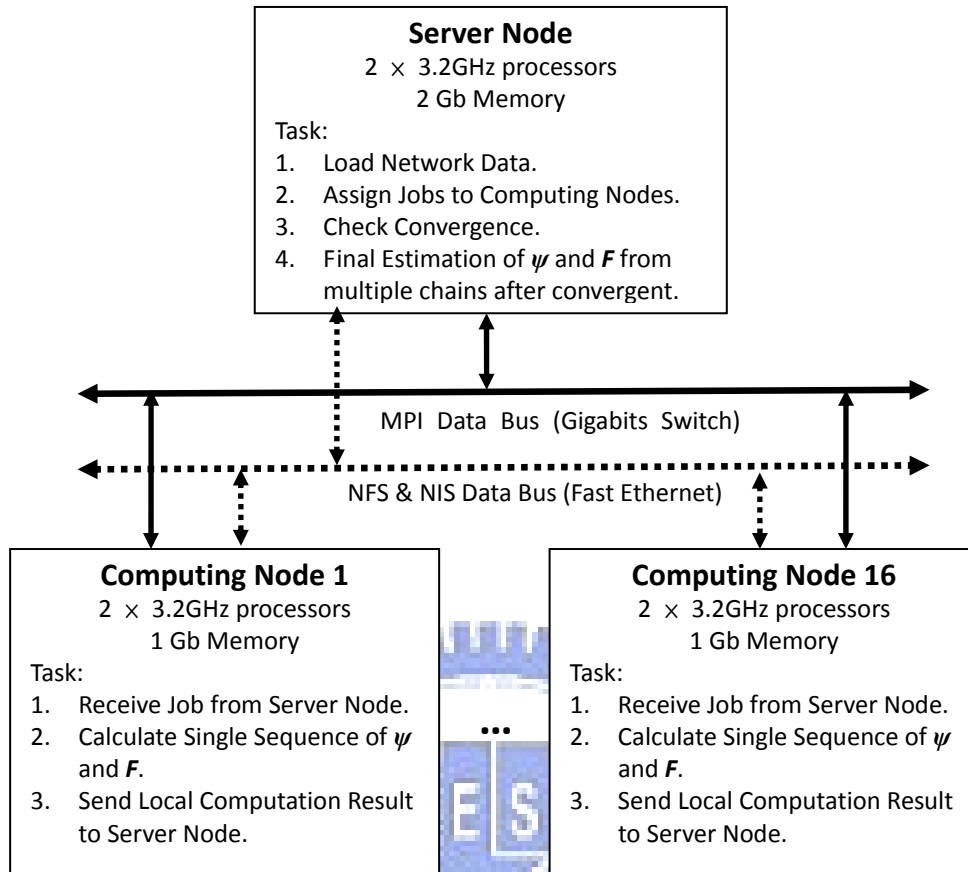 Server Node
2 × 3.2GHz processors
2 Gb Memory
Task:
1. Load Network Data.
2. Assign Jobs to Computing Nodes.
3. Check Convergence.
4. Final Estimation of ψ and F from
multiple chains after convergent.
MPI Data Bus (Gigabits Switch)
NFS & NIS Data Bus (Fast Ethernet)
Computing Node 1
2 × 3.2GHz processors
1 Gb Memory
Task:
1. Receive Job from Server Node.
2. Calculate Single Sequence of ψ
and F.
3. Send Local Computation Result
to Server Node.
...
E S
Computing Node 16
2 × 3.2GHz processors
1 Gb Memory
Task:
1. Receive Job from Server Node.
2. Calculate Single Sequence of ψ
and F.
3. Send Local Computation Result
to Server Node.